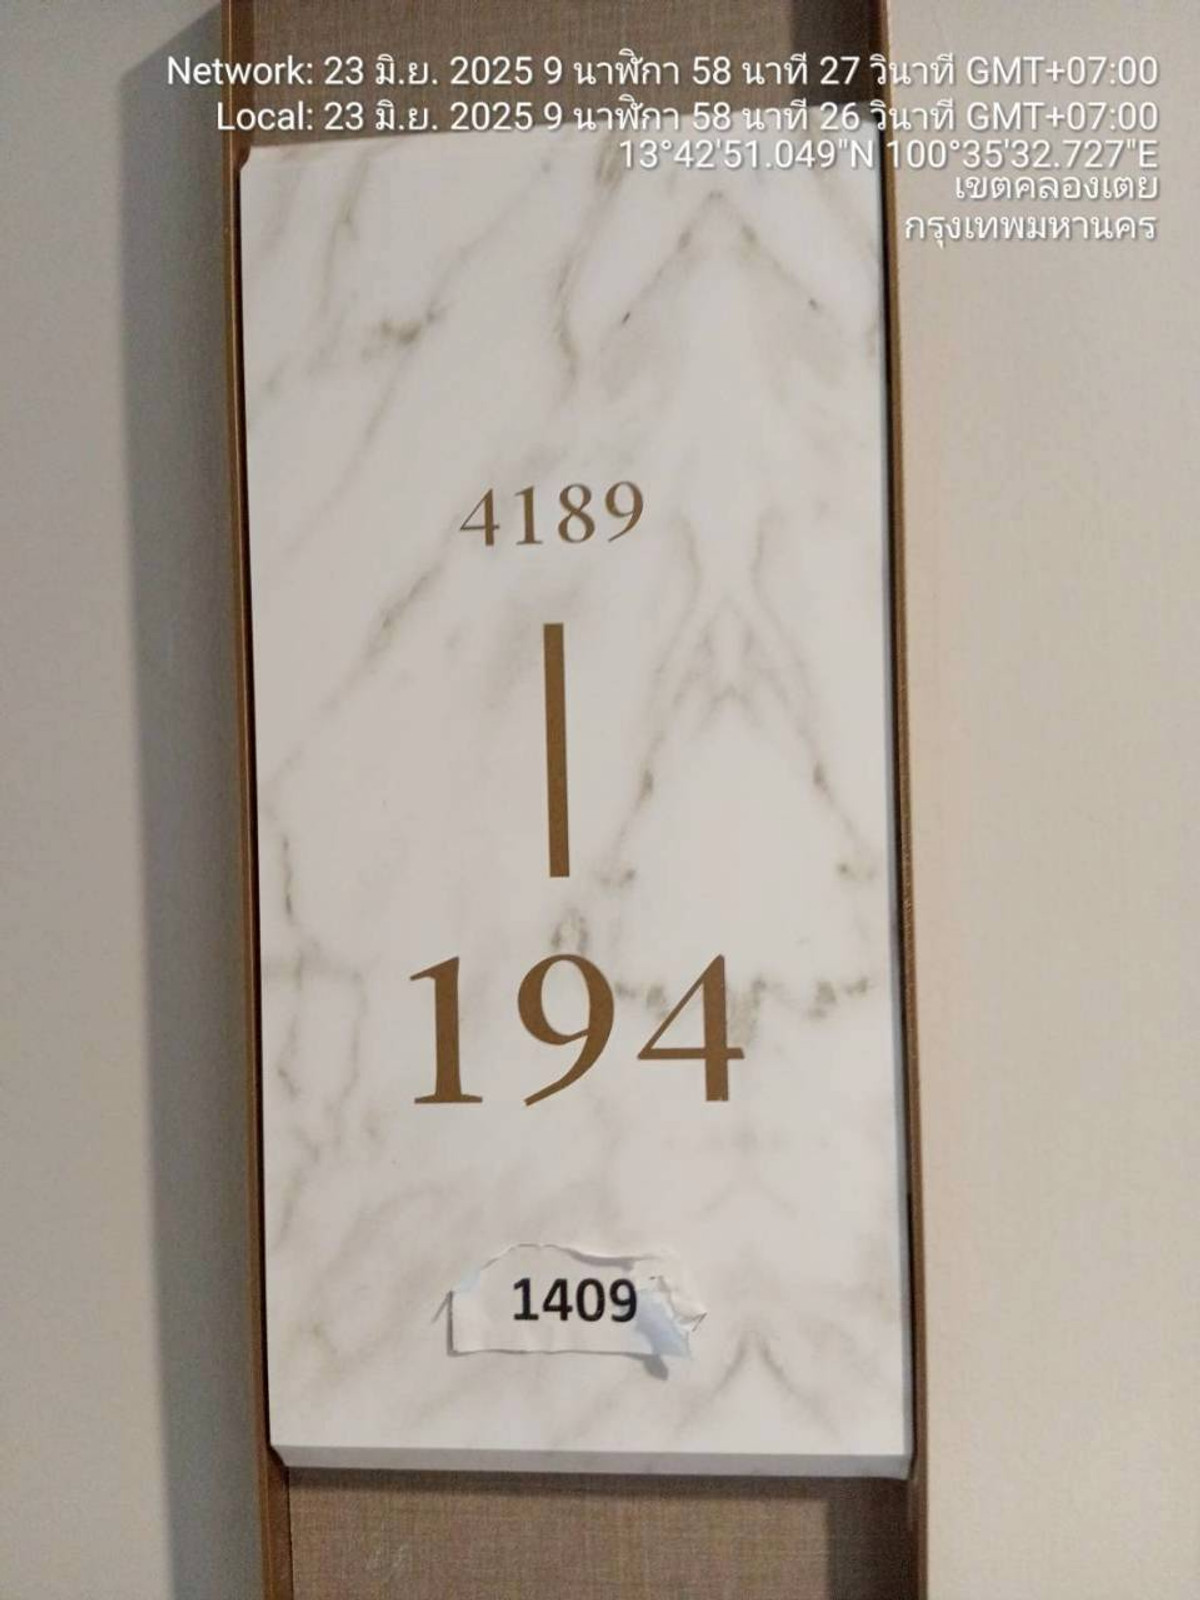 Network: 23 มิ.ย. 2025 9 นาฬิกา 58 นาที 27 วินาที GMT+07:00
Local: 23 มิ.ย. 2025 9 นาฬิกา 58 นาที 26 วินาที GMT+07:00
13°42'51.049"N 100°35'32.727"E
เขตคลองเตย
กรุงเทพมหานคร
4189
194
1409